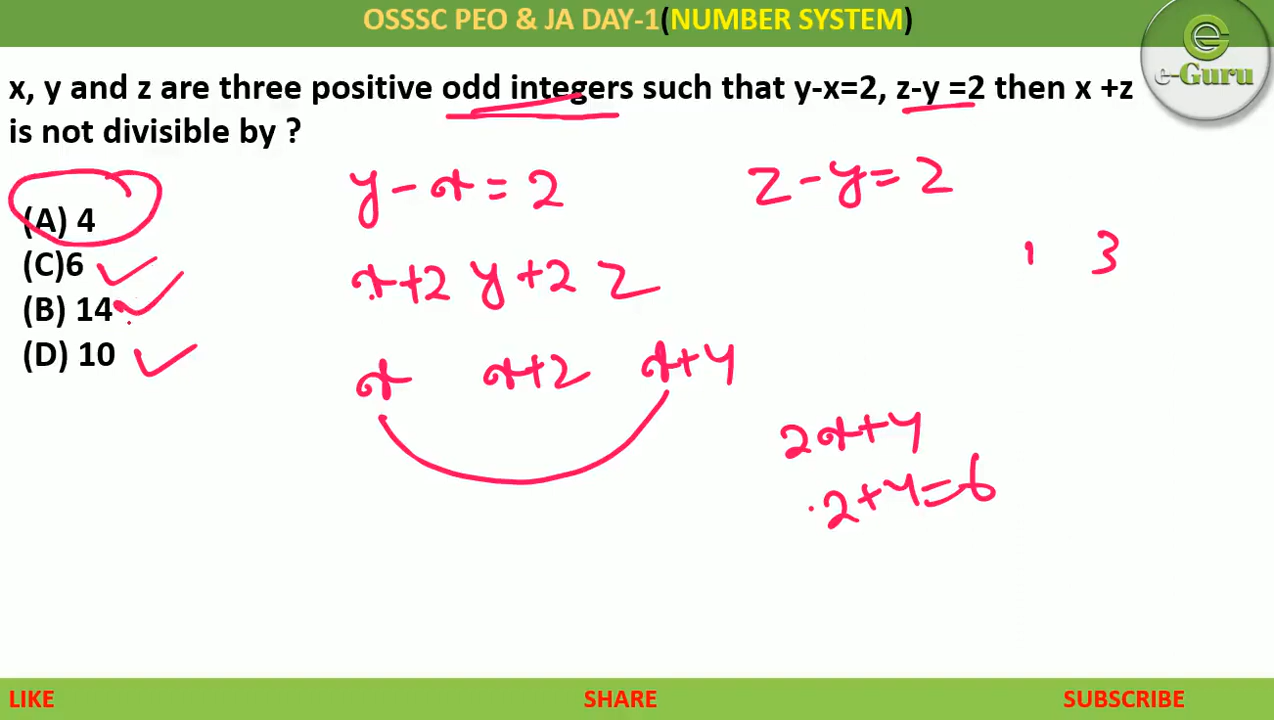 OSSSC PEO & JA DAY-1(NUMBER SYSTEM)
e-Guru
x, y and z are three positive odd integers such that y-x=2, z-y =2 then x +z
is not divisible by ?
(A) 4
(C)6
(B) 14
(D) 10
y - x = 2
z - y = 2
1 3
x+2 y+2 z
x x+2 x+4
2x+4
2+4=6
LIKE SHARE SUBSCRIBE